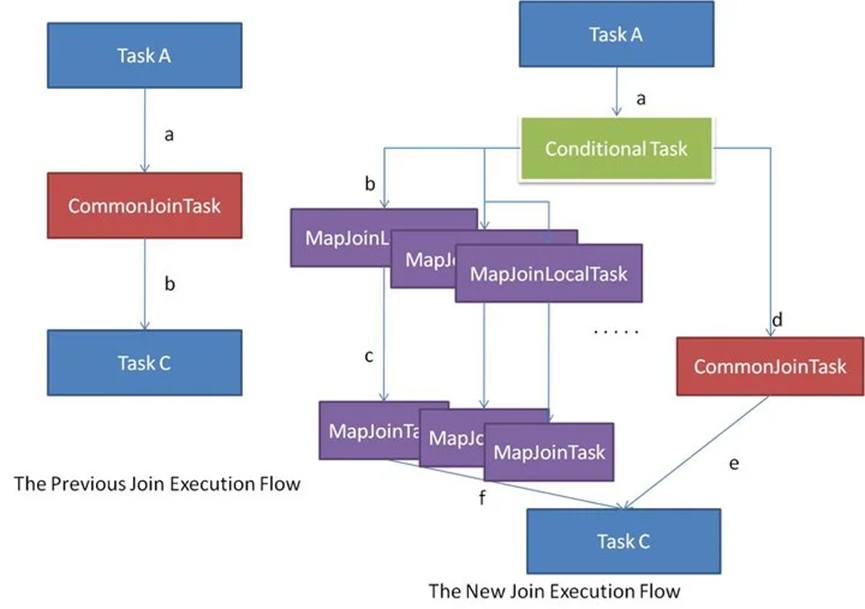 Task A
a
CommonJoinTask
b
Task C
The Previous Join Execution Flow
Task A
a
Conditional Task
b
MapJoinL
MapJ
MapJoinLocalTask
.....
c
d
CommonJoinTask
MapJoinTa
MapJo
MapJoinTask
e
f
Task C
The New Join Execution Flow